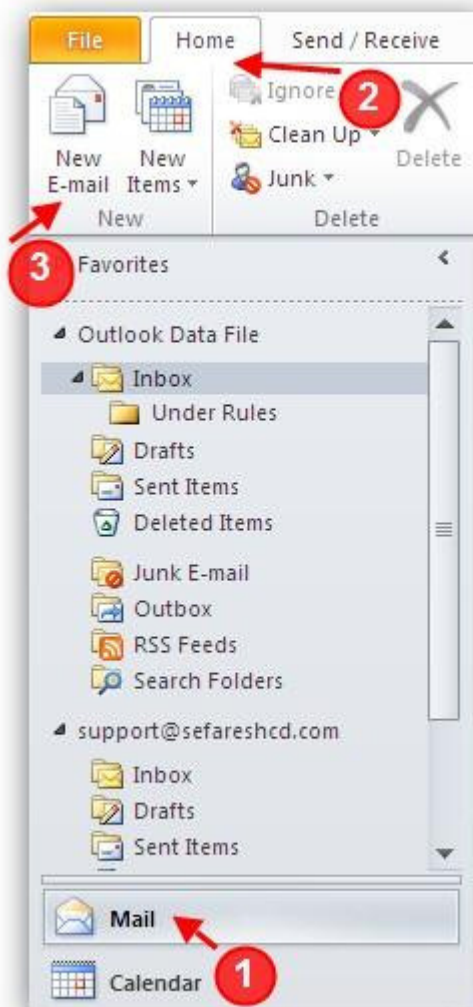 File Home Send / Receive
2
Ignore
Clean Up
Junk
Delete
New
E-mail
New
Items
New
Delete
3
Favorites
Outlook Data File
Inbox
Under Rules
Drafts
Sent Items
Deleted Items
Junk E-mail
Outbox
RSS Feeds
Search Folders
support@sefareshcd.com
Inbox
Drafts
Sent Items
Mail
1
Calendar